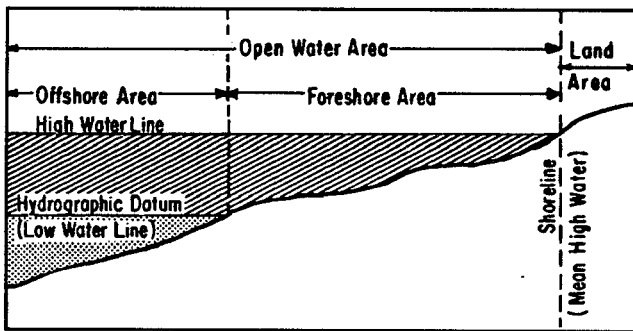 Open Water Area
Land
Area
Offshore Area
Foreshore Area
High Water Line
Hydrographic Datum
(Low Water Line)
Shoreline
(Mean High Water)